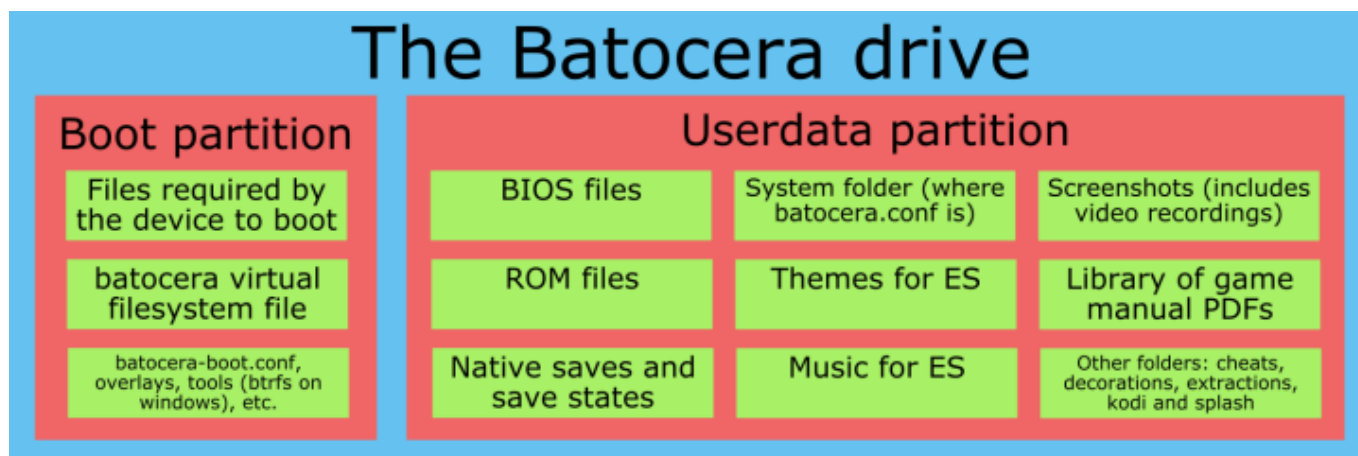 The Batocera drive
Boot partition
Files required by
the device to boot
batocera virtual
filesystem file
batocera-boot.conf,
overlays, tools (btrfs on
windows), etc.
Userdata partition
BIOS files
System folder (where
batocera.conf is)
Screenshots (includes
video recordings)
ROM files
Themes for ES
Library of game
manual PDFs
Native saves and
save states
Music for ES
Other folders: cheats,
decorations, extractions,
kodi and splash